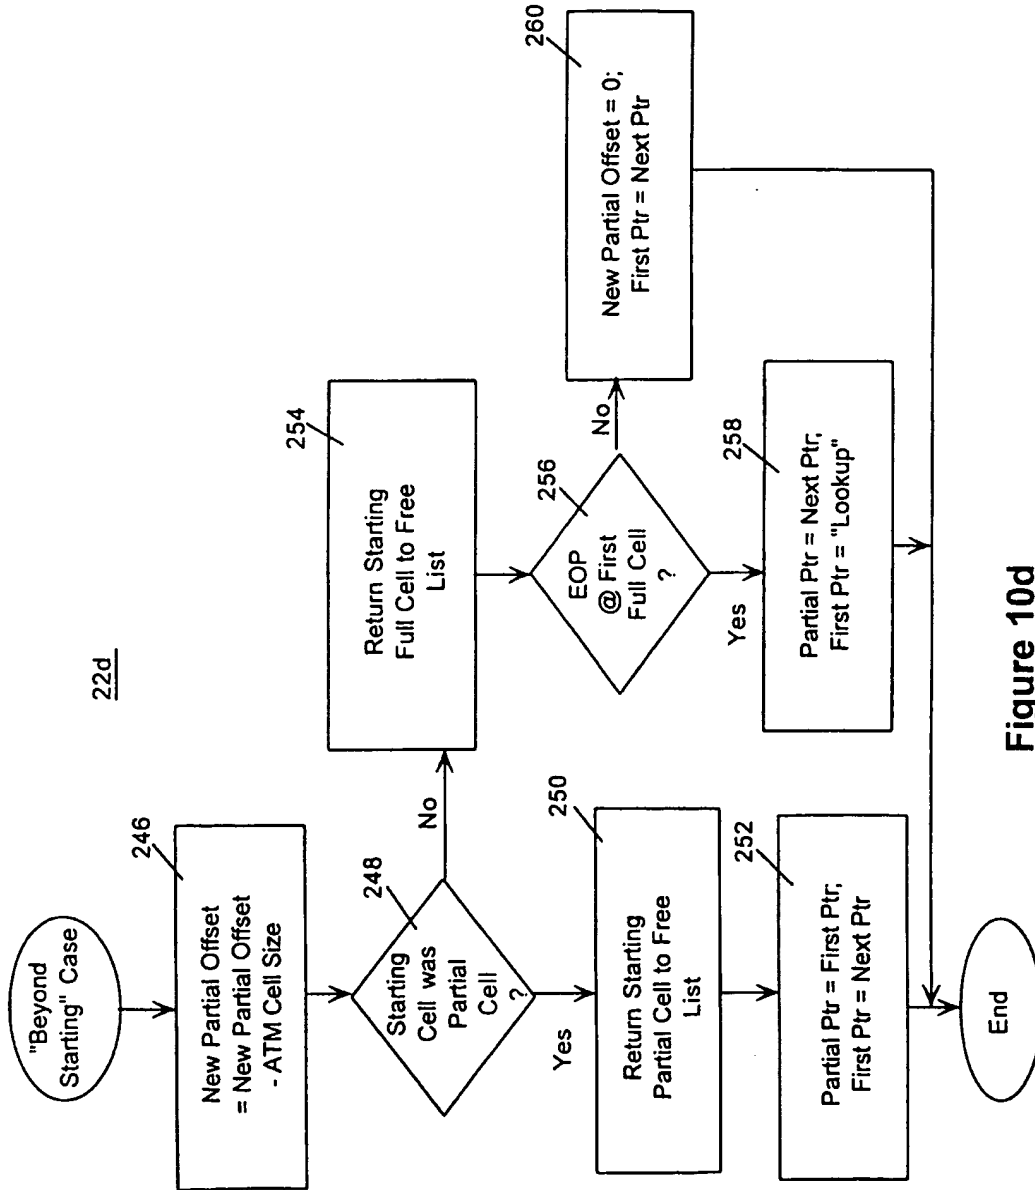 22d
"Beyond
Starting" Case
246
New Partial Offset
= New Partial Offset
- ATM Cell Size
248
Starting
Cell was
Partial
Cell
?
No
Yes
250
Return Starting
Partial Cell to Free
List
252
Partial Ptr = First Ptr;
First Ptr = Next Ptr
End
254
Return Starting
Full Cell to Free
List
256
EOP
@ First
Full Cell
?
No
Yes
258
Partial Ptr = Next Ptr;
First Ptr = "Lookup"
260
New Partial Offset = 0;
First Ptr = Next Ptr
Figure 10d